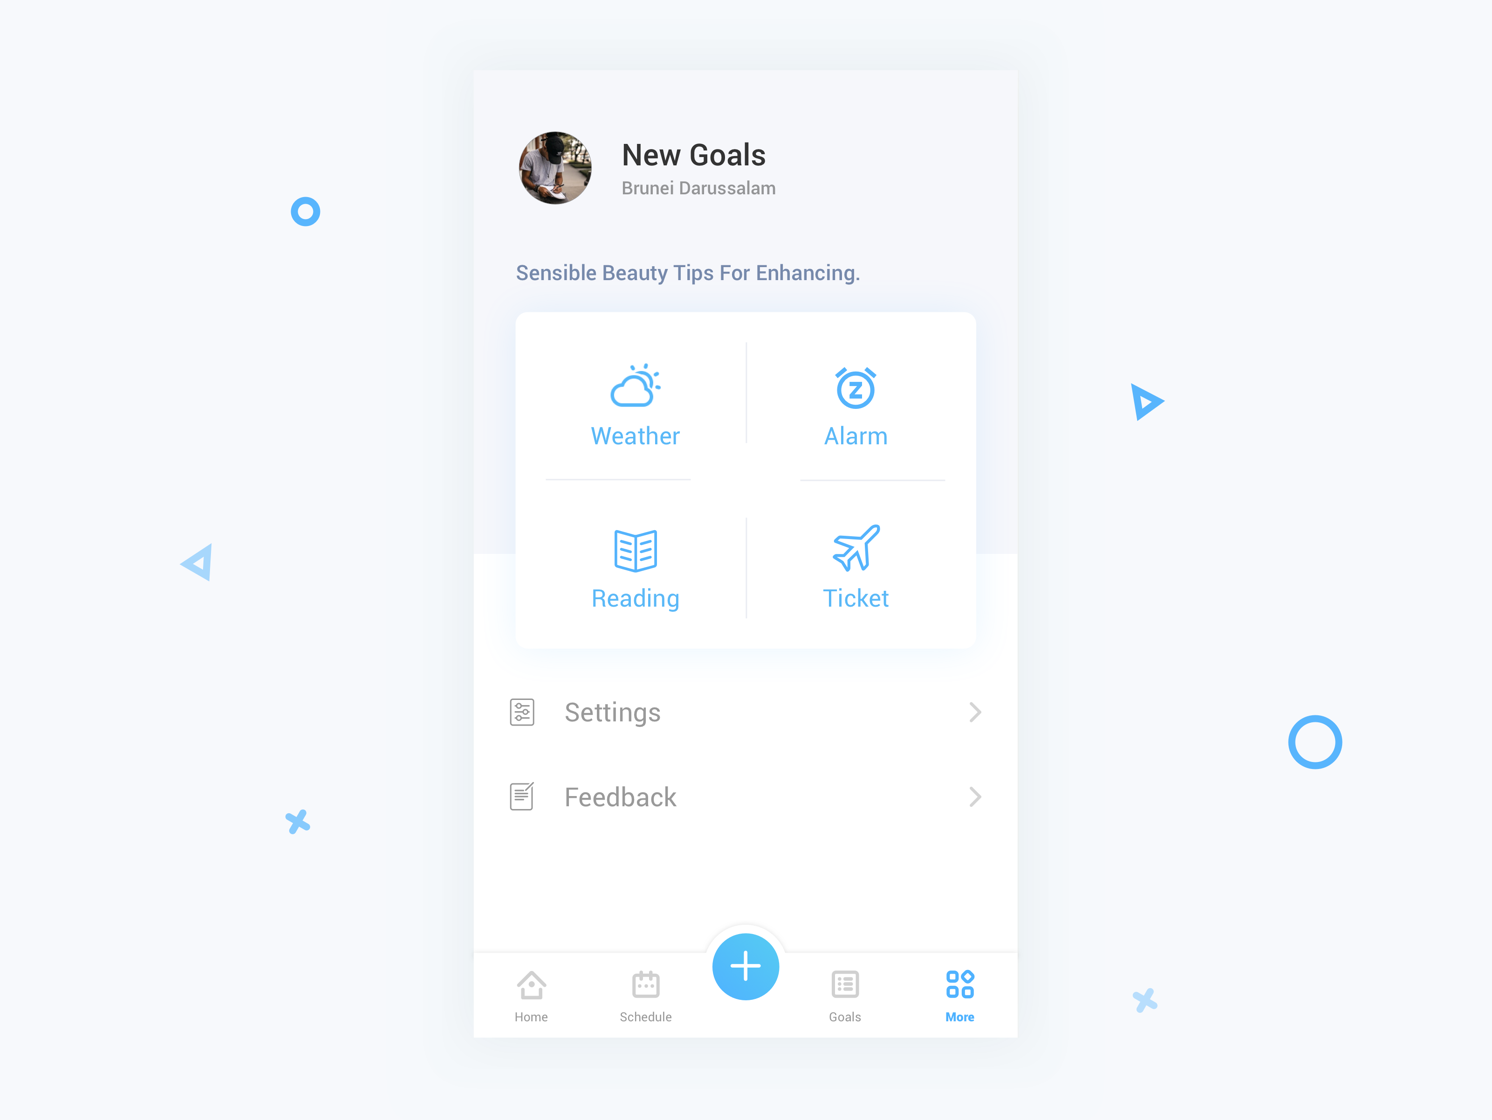 New Goals
Brunei Darussalam
Sensible Beauty Tips For Enhancing.
Weather
Alarm
Reading
Ticket
Settings
Feedback
Home
Schedule
Goals
More